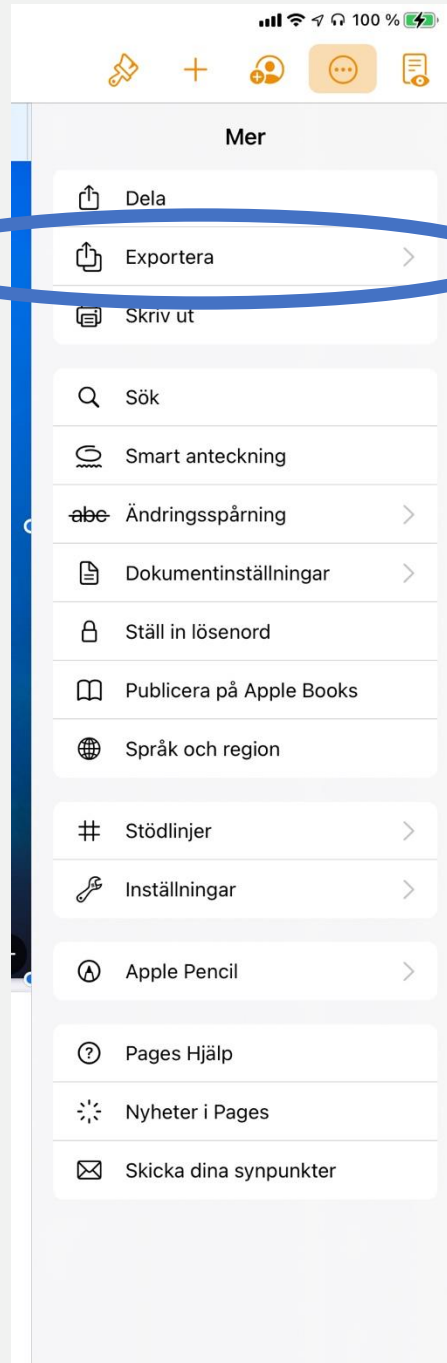 100 %
Mer
Dela
Exportera
Skriv ut
Sök
Smart anteckning
abc Ändringsspårning
Dokumentinställningar
Ställ in lösenord
Publicera på Apple Books
Språk och region
Stödlinjer
Inställningar
Apple Pencil
Pages Hjälp
Nyheter i Pages
Skicka dina synpunkter